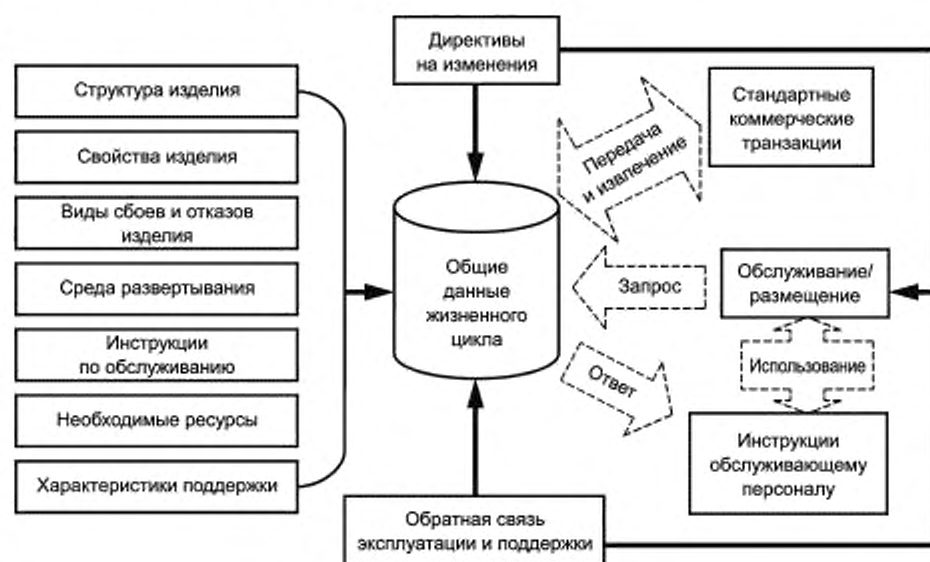 Директивы
на изменения
Структура изделия
Свойства изделия
Виды сбоев и отказов
изделия
Среда развертывания
Инструкции
по обслуживанию
Необходимые ресурсы
Характеристики поддержки
Общие
данные
жизненного
цикла
Обратная связь
эксплуатации и поддержки
Передача
и извлечение
Стандартные
коммерческие
транзакции
Запрос
Обслуживание/
размещение
Ответ
Использование
Инструкции
обслуживающему
персоналу